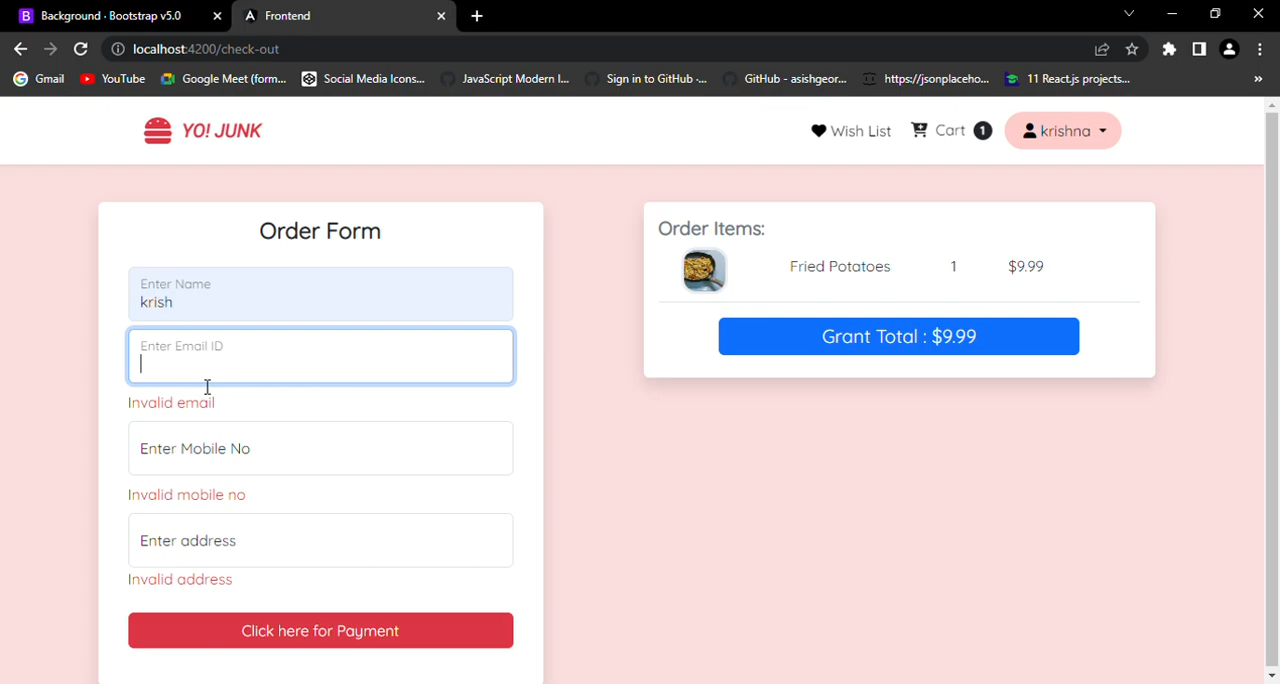 Background · Bootstrap v5.0
Frontend
localhost:4200/check-out
Gmail
YouTube
Google Meet (form...
Social Media Icons...
JavaScript Modern I...
Sign in to GitHub ·...
GitHub - asishgeor...
https://jsonplaceho...
11 React.js projects...
»
YO! JUNK
Wish List
Cart 1
krishna
Order Form
Enter Name
krish
Enter Email ID
Invalid email
Enter Mobile No
Invalid mobile no
Enter address
Invalid address
Click here for Payment
Order Items:
Fried Potatoes 1 $9.99
Grant Total : $9.99